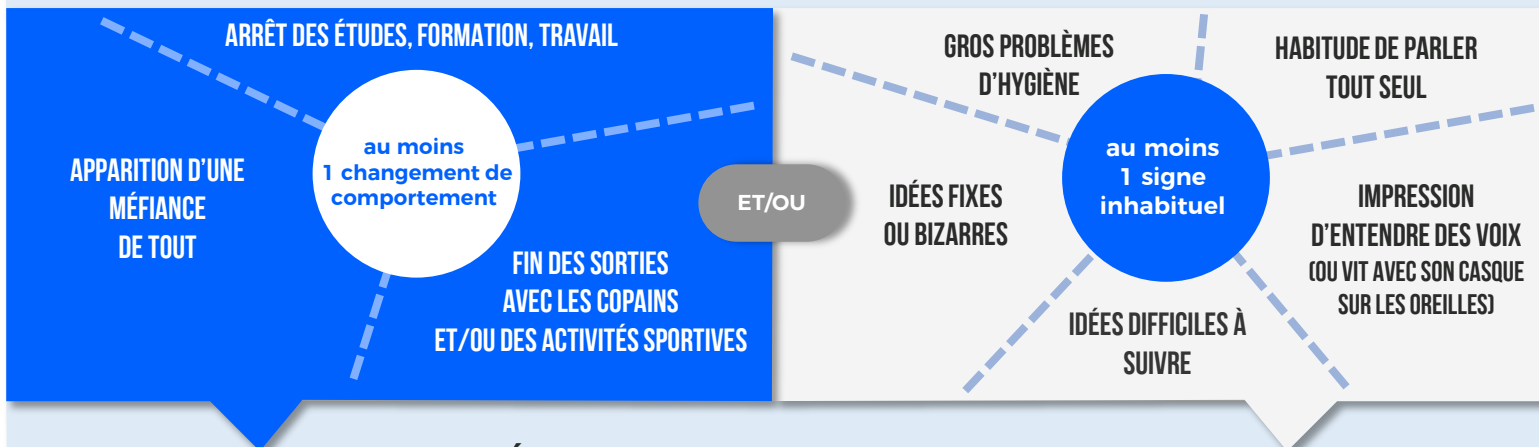 ARRÊT DES ÉTUDES, FORMATION, TRAVAIL
au moins
1 changement de
comportement
APPARITION D’UNE
MÉFIANCE
DE TOUT
FIN DES SORTIES
AVEC LES COPAINS
ET/OU DES ACTIVITÉS SPORTIVES
ET/OU
GROS PROBLÈMES
D’HYGIÈNE
HABITUDE DE PARLER
TOUT SEUL
au moins
1 signe
inhabituel
IDÉES FIXES
OU BIZARRES
IMPRESSION
D’ENTENDRE DES VOIX
(OU VIT AVEC SON CASQUE
SUR LES OREILLES)
IDÉES DIFFICILES À
SUIVRE